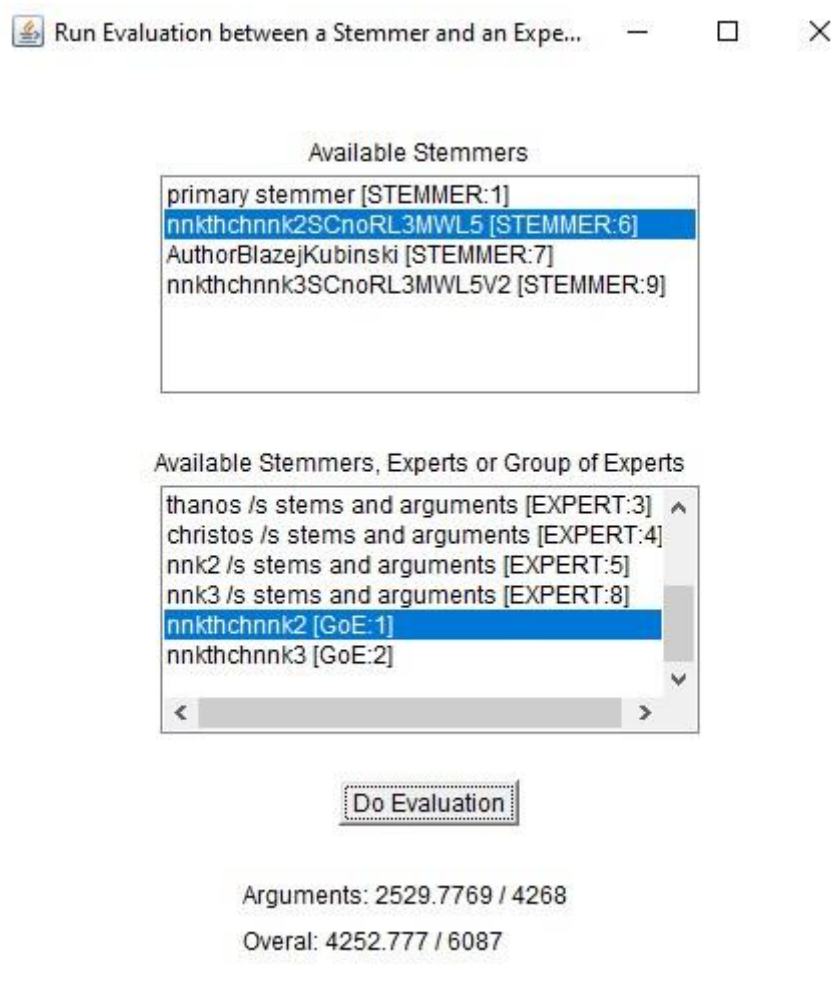 Run Evaluation between a Stemmer and an Expe...
Available Stemmers
primary stemmer [STEMMER:1]
nnkthchnnk2SCnoRL3MWL5 [STEMMER:6]
AuthorBlazejKubinski [STEMMER:7]
nnkthchnnk3SCnoRL3MWL5V2 [STEMMER:9]
Available Stemmers, Experts or Group of Experts
thanos /s stems and arguments [EXPERT:3]
christos /s stems and arguments [EXPERT:4]
nnk2 /s stems and arguments [EXPERT:5]
nnk3 /s stems and arguments [EXPERT:8]
nnkthchnnk2 [GoE:1]
nnkthchnnk3 [GoE:2]
Do Evaluation
Arguments: 2529.7769 / 4268
Overal: 4252.777 / 6087